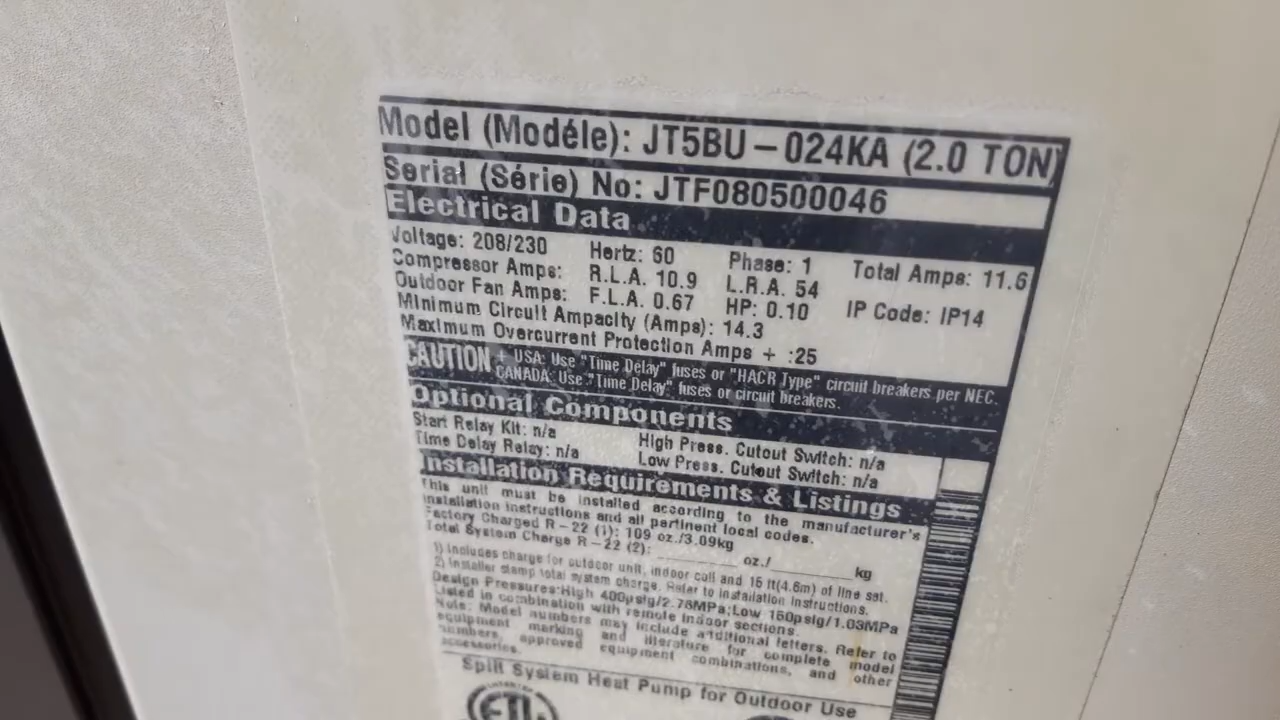 Model (Modéle): JT5BU-024KA (2.0 TON)
Serial (Série) No: JTF080500046
Electrical Data
Voltage: 208/230 Hertz: 60 Phase: 1 Total Amps: 11.6
Compressor Amps: R.L.A. 10.9 L.R.A. 54
Outdoor Fan Amps: F.L.A. 0.67 HP: 0.10 IP Code: IP14
Minimum Circuit Ampacity (Amps): 14.3
Maximum Overcurrent Protection Amps + :25
CAUTION + USA: Use "Time Delay" fuses or "HACR Type" circuit breakers per NEC.
CANADA: Use "Time Delay" fuses or circuit breakers.
Optional Components
Start Relay Kit: n/a High Press. Cutout Switch: n/a
Time Delay Relay: n/a Low Press. Cutout Switch: n/a
Installation Requirements & Listings
This unit must be installed according to the manufacturer's
installation instructions and all pertinent local codes.
Factory Charged R-22 (1): 109 oz./3.09kg
Total System Charge R-22 (2): ________ oz./ ________ kg
1) Includes charge for outdoor unit, indoor coil and 15 ft(4.6m) of line set.
2) Installer stamp total system charge. Refer to installation instructions.
Design Pressures:High 400psig/2.76MPa;Low 150psig/1.03MPa
Listed in combination with remote indoor sections.
Note: Model numbers may include additional letters. Refer to
equipment marking and literature for complete model
numbers, approved equipment combinations, and other
accessories.
Split System Heat Pump for Outdoor Use
ETL